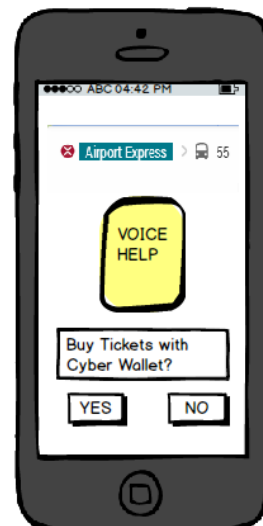 ABC 04:42 PM
Airport Express > 55
VOICE
HELP
Buy Tickets with
Cyber Wallet?
YES NO